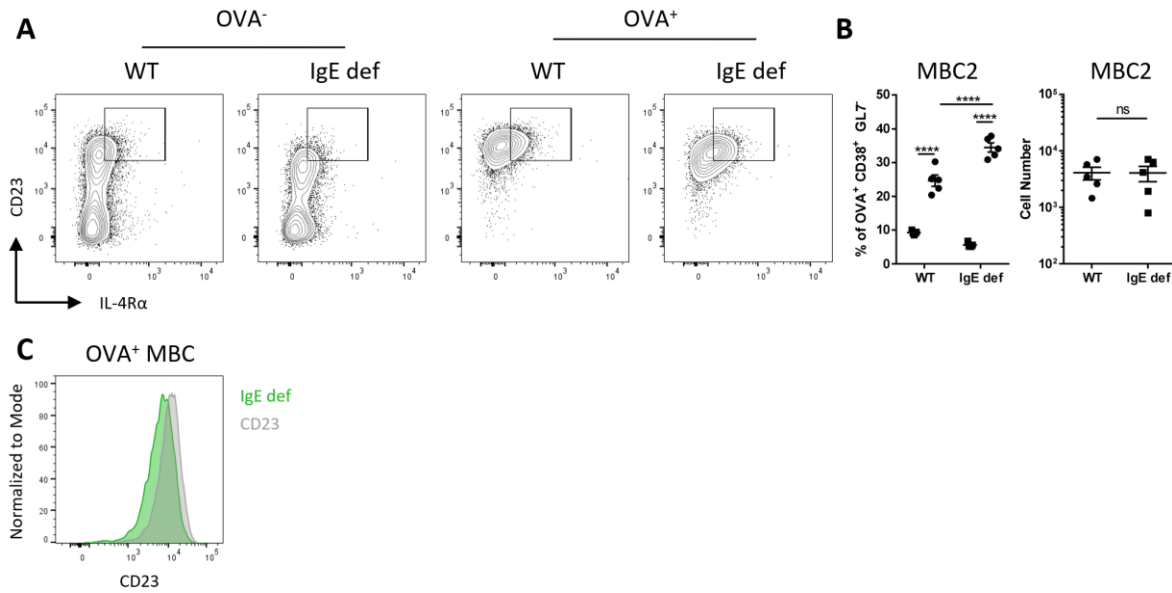 A
OVA⁻
OVA⁺
WT
IgE def
WT
IgE def
10⁵
10⁴
10³
0
0
10³
10⁴
10⁵
10⁴
10³
0
0
10³
10⁴
10⁵
10⁴
10³
0
0
10³
10⁴
10⁵
10⁴
10³
0
0
10³
10⁴
CD23
IL-4Rα
B
MBC2
MBC2
% of OVA⁺ CD38⁺ GL7⁻
50
40
30
20
10
0
****
****
****
WT
IgE def
Cell Number
10⁵
10⁴
10³
10²
ns
WT
IgE def
C
OVA⁺ MBC
Normalized to Mode
100
80
60
40
20
0
0
10³
10⁴
10⁵
CD23
IgE def
CD23